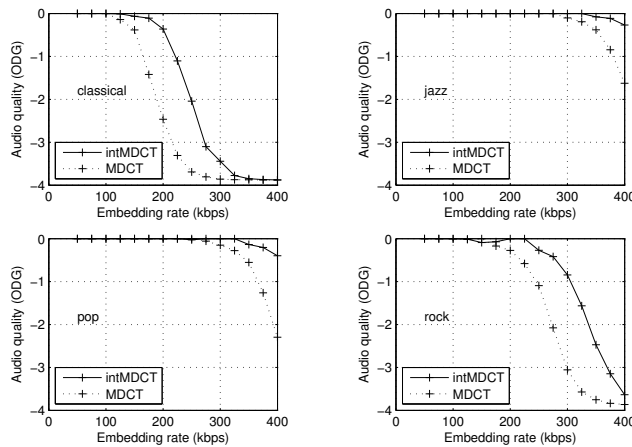 0
−1
−2
−3
−4
Audio quality (ODG)
classical
intMDCT
MDCT
0 100 200 300 400
Embedding rate (kbps)
0
−1
−2
−3
−4
Audio quality (ODG)
jazz
intMDCT
MDCT
0 100 200 300 400
Embedding rate (kbps)
0
−1
−2
−3
−4
Audio quality (ODG)
pop
intMDCT
MDCT
0 100 200 300 400
Embedding rate (kbps)
0
−1
−2
−3
−4
Audio quality (ODG)
rock
intMDCT
MDCT
0 100 200 300 400
Embedding rate (kbps)